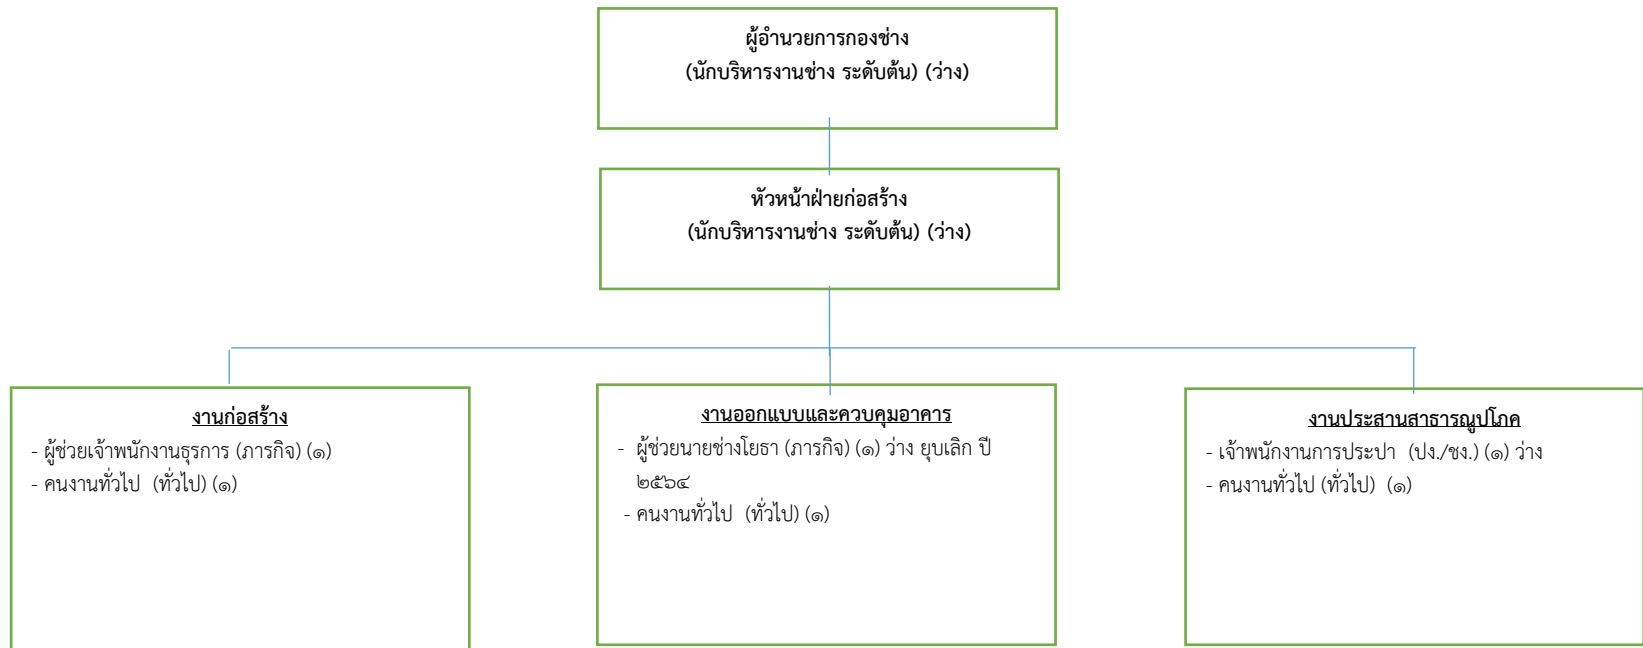 ผู้อำนวยการกองช่าง
(นักบริหารงานช่าง ระดับต้น) (ว่าง)
หัวหน้าฝ่ายก่อสร้าง
(นักบริหารงานช่าง ระดับต้น) (ว่าง)
งานก่อสร้าง
- ผู้ช่วยเจ้าพนักงานธุรการ (ภารกิจ) (๑)
- คนงานทั่วไป (ทั่วไป) (๑)
งานออกแบบและควบคุมอาคาร
- ผู้ช่วยนายช่างโยธา (ภารกิจ) (๑) ว่าง ยุบเลิก ปี
๒๕๖๔
- คนงานทั่วไป (ทั่วไป) (๑)
งานประสานสาธารณูปโภค
- เจ้าพนักงานการประปา (ปง./ชง.) (๑) ว่าง
- คนงานทั่วไป (ทั่วไป) (๑)